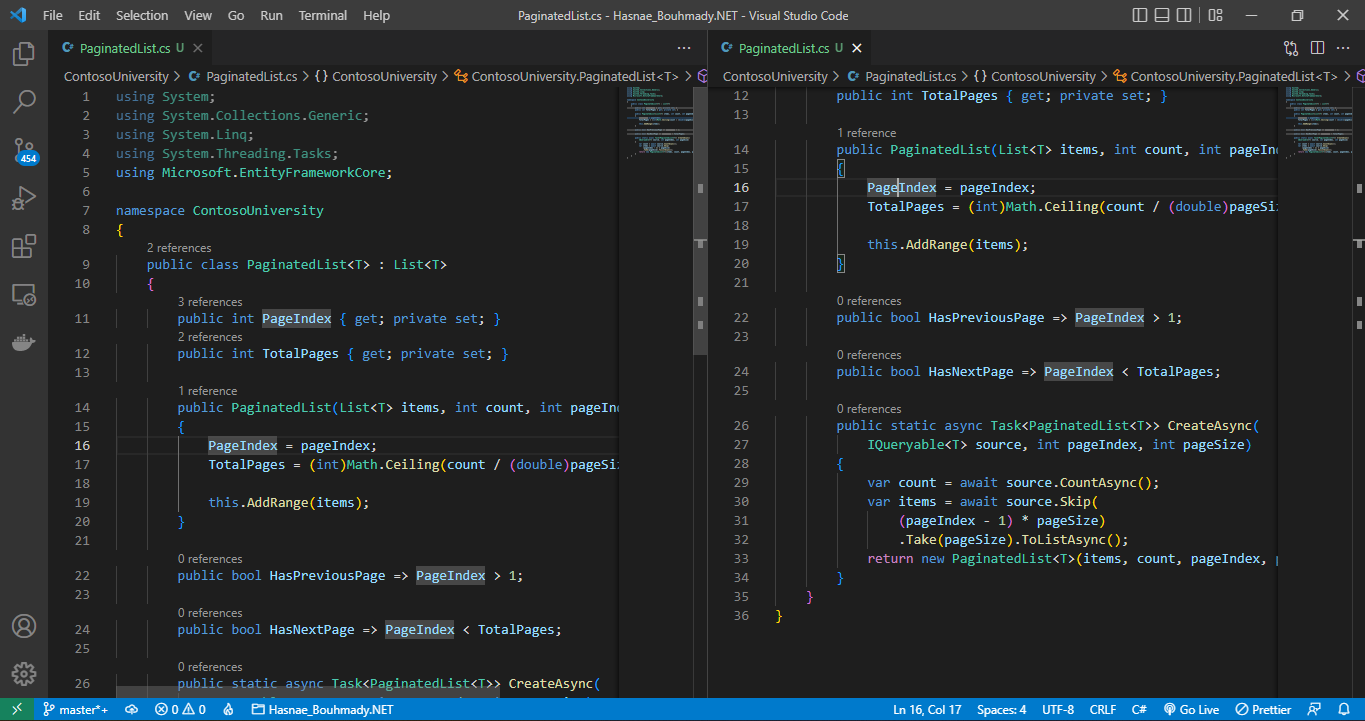 File Edit Selection View Go Run Terminal Help
PaginatedList.cs - Hasnae_Bouhmady.NET - Visual Studio Code
454
PaginatedList.cs U
ContosoUniversity > PaginatedList.cs > {} ContosoUniversity > ContosoUniversity.PaginatedList<T> >
1 using System;
2 using System.Collections.Generic;
3 using System.Linq;
4 using System.Threading.Tasks;
5 using Microsoft.EntityFrameworkCore;
6
7 namespace ContosoUniversity
8 {
2 references
9 public class PaginatedList<T> : List<T>
10 {
3 references
11 public int PageIndex { get; private set; }
2 references
12 public int TotalPages { get; private set; }
13
1 reference
14 public PaginatedList(List<T> items, int count, int pageIn
15 {
16 PageIndex = pageIndex;
17 TotalPages = (int)Math.Ceiling(count / (double)pageSi
18
19 this.AddRange(items);
20 }
21
0 references
22 public bool HasPreviousPage => PageIndex > 1;
23
0 references
24 public bool HasNextPage => PageIndex < TotalPages;
25
0 references
26 public static async Task<PaginatedList<T>> CreateAsync(
PaginatedList.cs U
ContosoUniversity > PaginatedList.cs > {} ContosoUniversity > ContosoUniversity.PaginatedList<T> >
12 public int TotalPages { get; private set; }
13
1 reference
14 public PaginatedList(List<T> items, int count, int pageIn
15 {
16 PageIndex = pageIndex;
17 TotalPages = (int)Math.Ceiling(count / (double)pageSi
18
19 this.AddRange(items);
20 }
21
0 references
22 public bool HasPreviousPage => PageIndex > 1;
23
0 references
24 public bool HasNextPage => PageIndex < TotalPages;
25
0 references
26 public static async Task<PaginatedList<T>> CreateAsync(
27 IQueryable<T> source, int pageIndex, int pageSize)
28 {
29 var count = await source.CountAsync();
30 var items = await source.Skip(
31 (pageIndex - 1) * pageSize)
32 .Take(pageSize).ToListAsync();
33 return new PaginatedList<T>(items, count, pageIndex, p
34 }
35 }
36 }
master*+ 0 0 Hasnae_Bouhmady.NET Ln 16, Col 17 Spaces: 4 UTF-8 CRLF C# Go Live Prettier